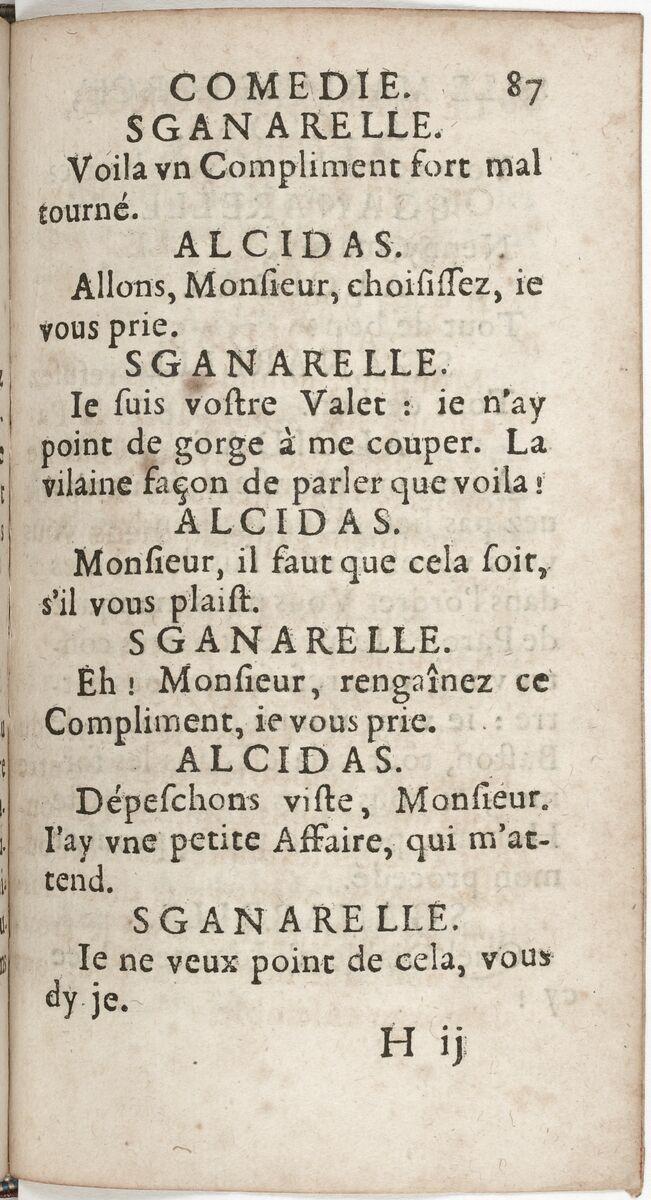 COMEDIE. 87
SGANARELLE.
Voila vn Compliment fort mal
tourné.
ALCIDAS.
Allons, Monſieur, choiſiſſez, ie
vous prie.
SGANARELLE.
Ie ſuis voſtre Valet : ie n'ay
point de gorge à me couper. La
vilaine façon de parler que voila !
ALCIDAS.
Monſieur, il faut que cela ſoit,
s'il vous plaiſt.
SGANARELLE.
Eh ! Monſieur, rengaînez ce
Compliment, ie vous prie.
ALCIDAS.
Dépeſchons viſte, Monſieur.
I'ay vne petite Affaire, qui m'at-
tend.
SGANARELLE.
Ie ne veux point de cela, vous
dy je.
H ij